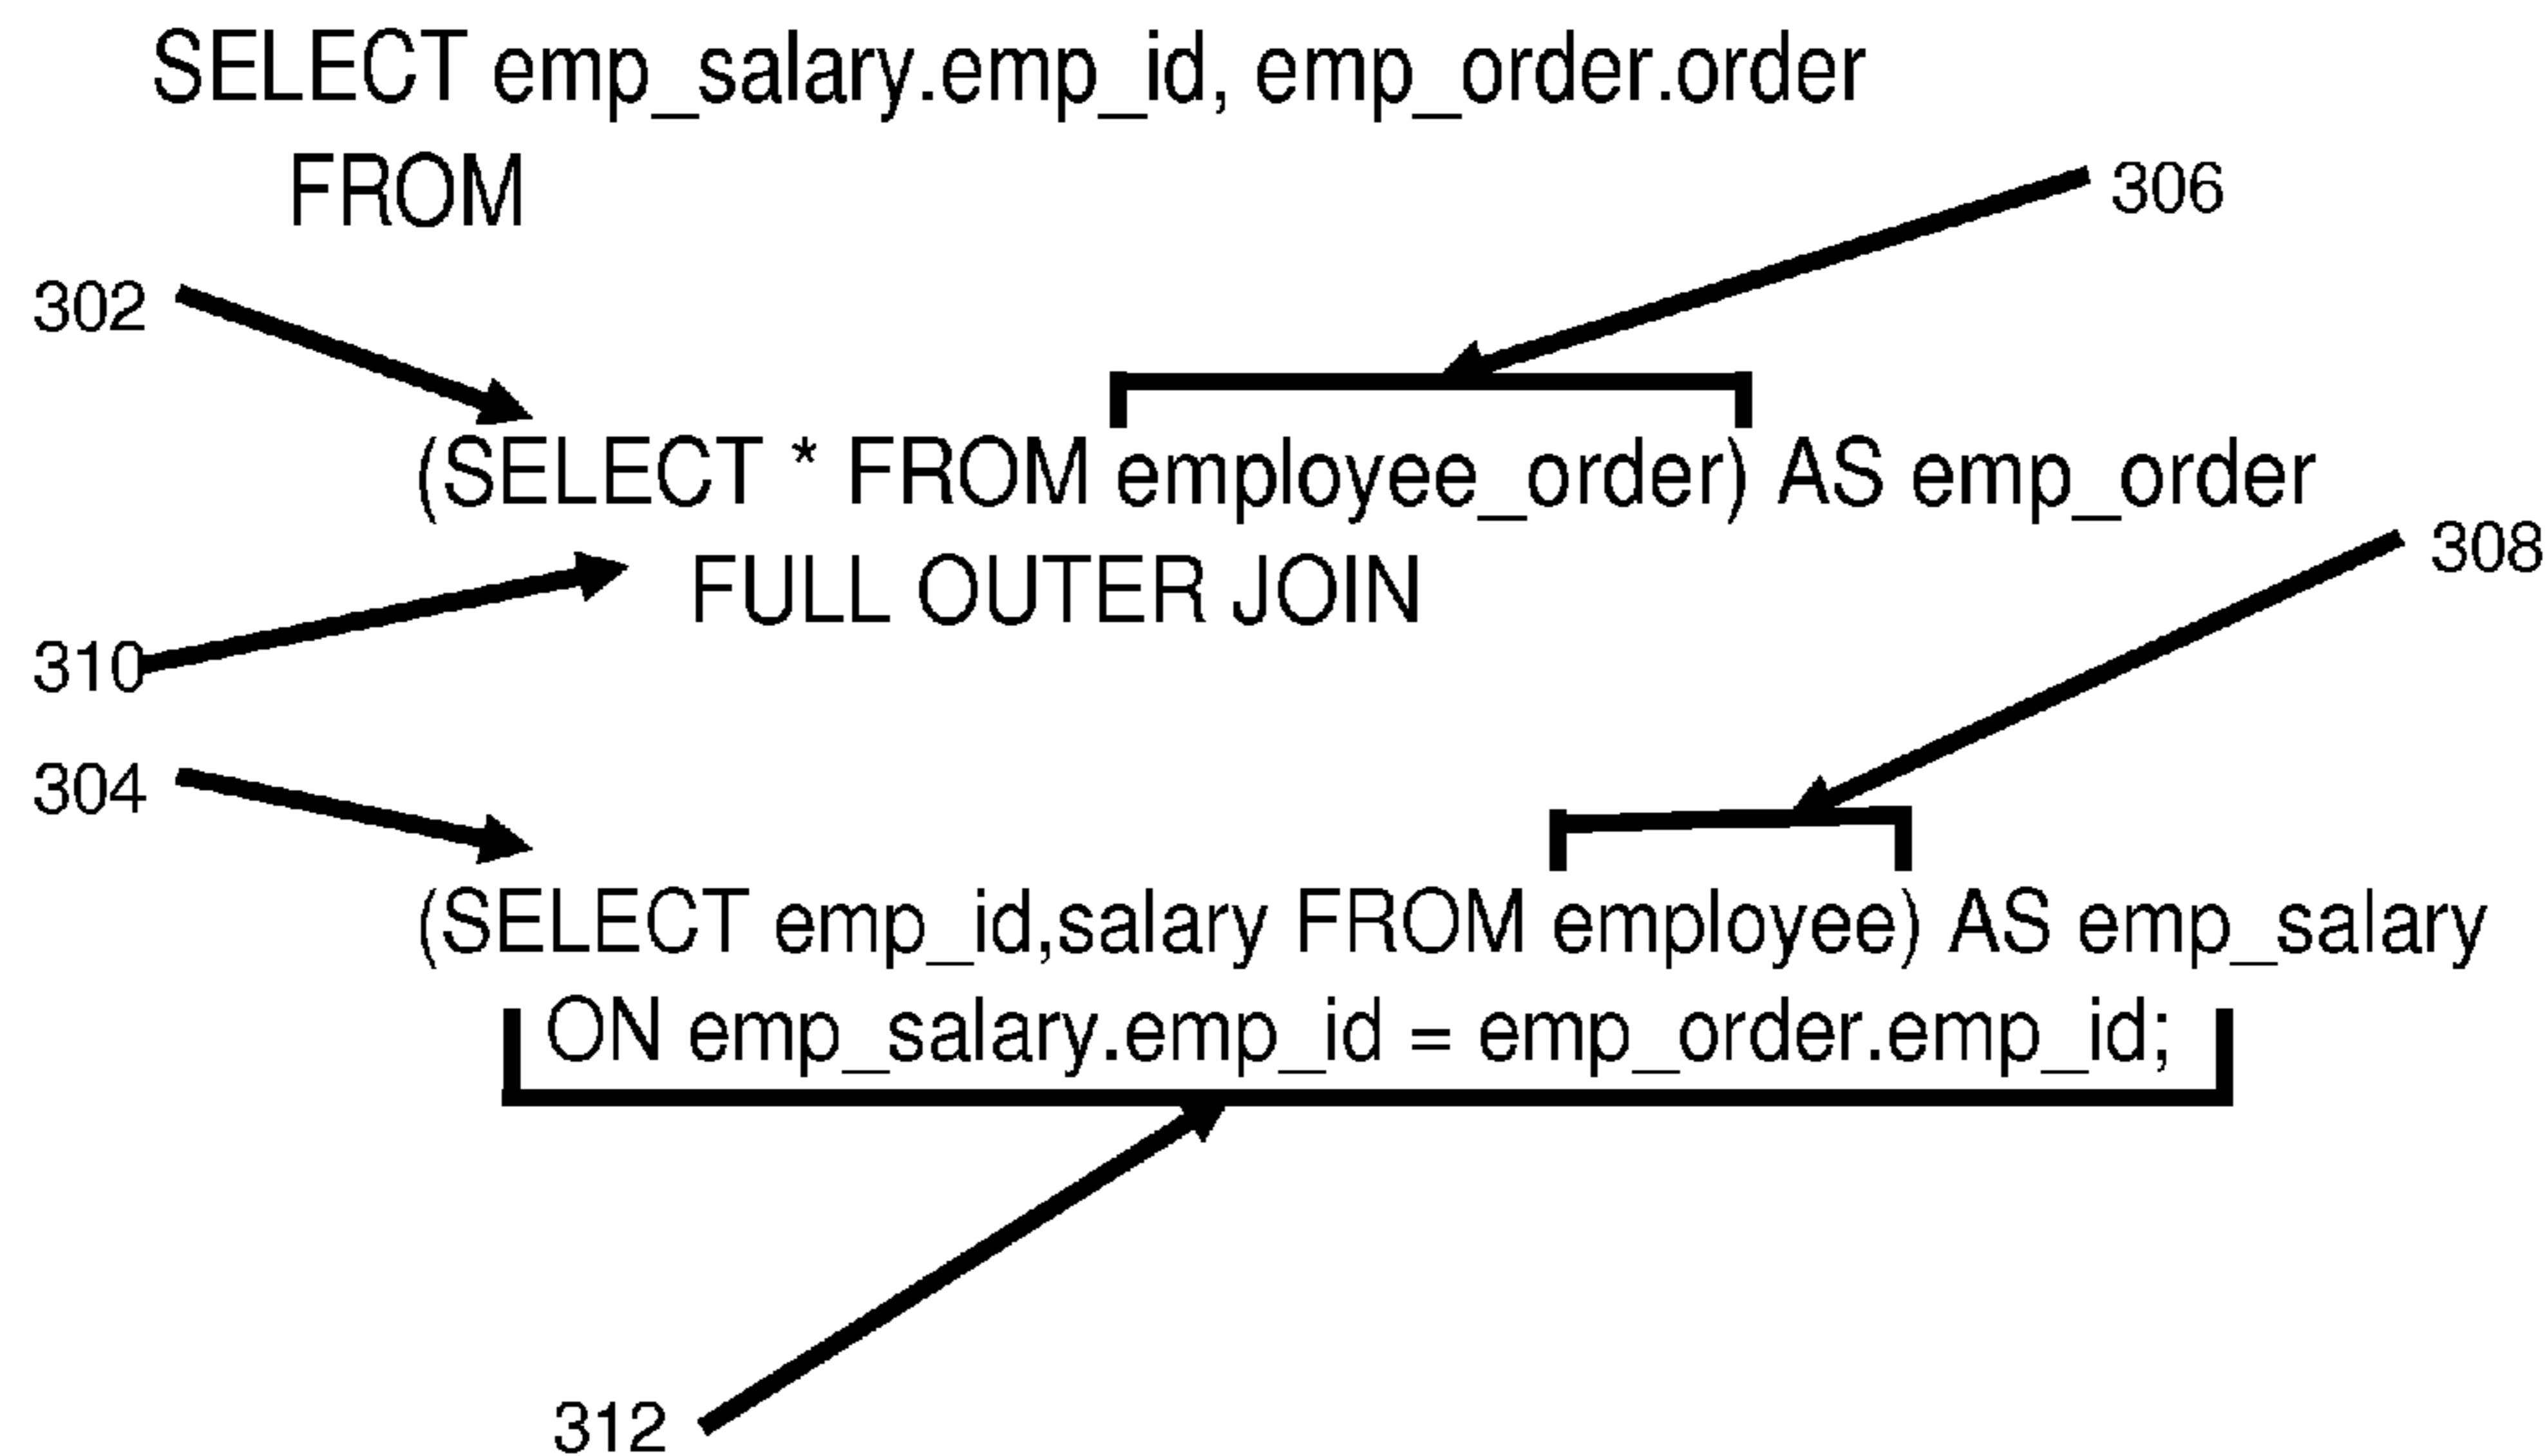 SELECT emp_salary.emp_id, emp_order.order
FROM
306
302
(SELECT * FROM employee_order) AS emp_order
308
FULL OUTER JOIN
310
304
(SELECT emp_id,salary FROM employee) AS emp_salary
ON emp_salary.emp_id = emp_order.emp_id;
312